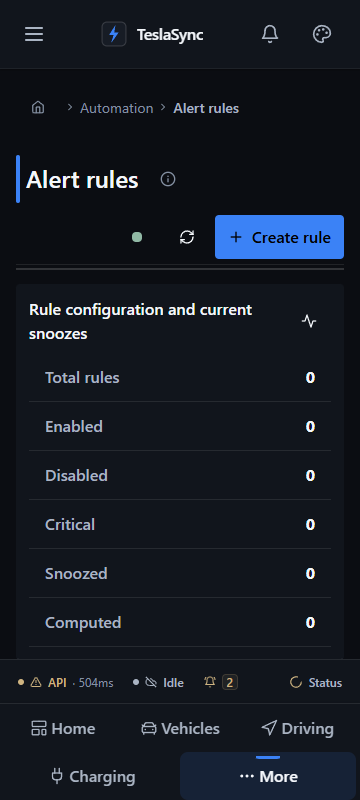 TeslaSync
Automation
Alert rules
Alert rules
Create rule
Rule configuration and current
snoozes
Total rules 0
Enabled 0
Disabled 0
Critical 0
Snoozed 0
Computed 0
API · 504ms Idle 2 Status
Home Vehicles Driving
Charging More